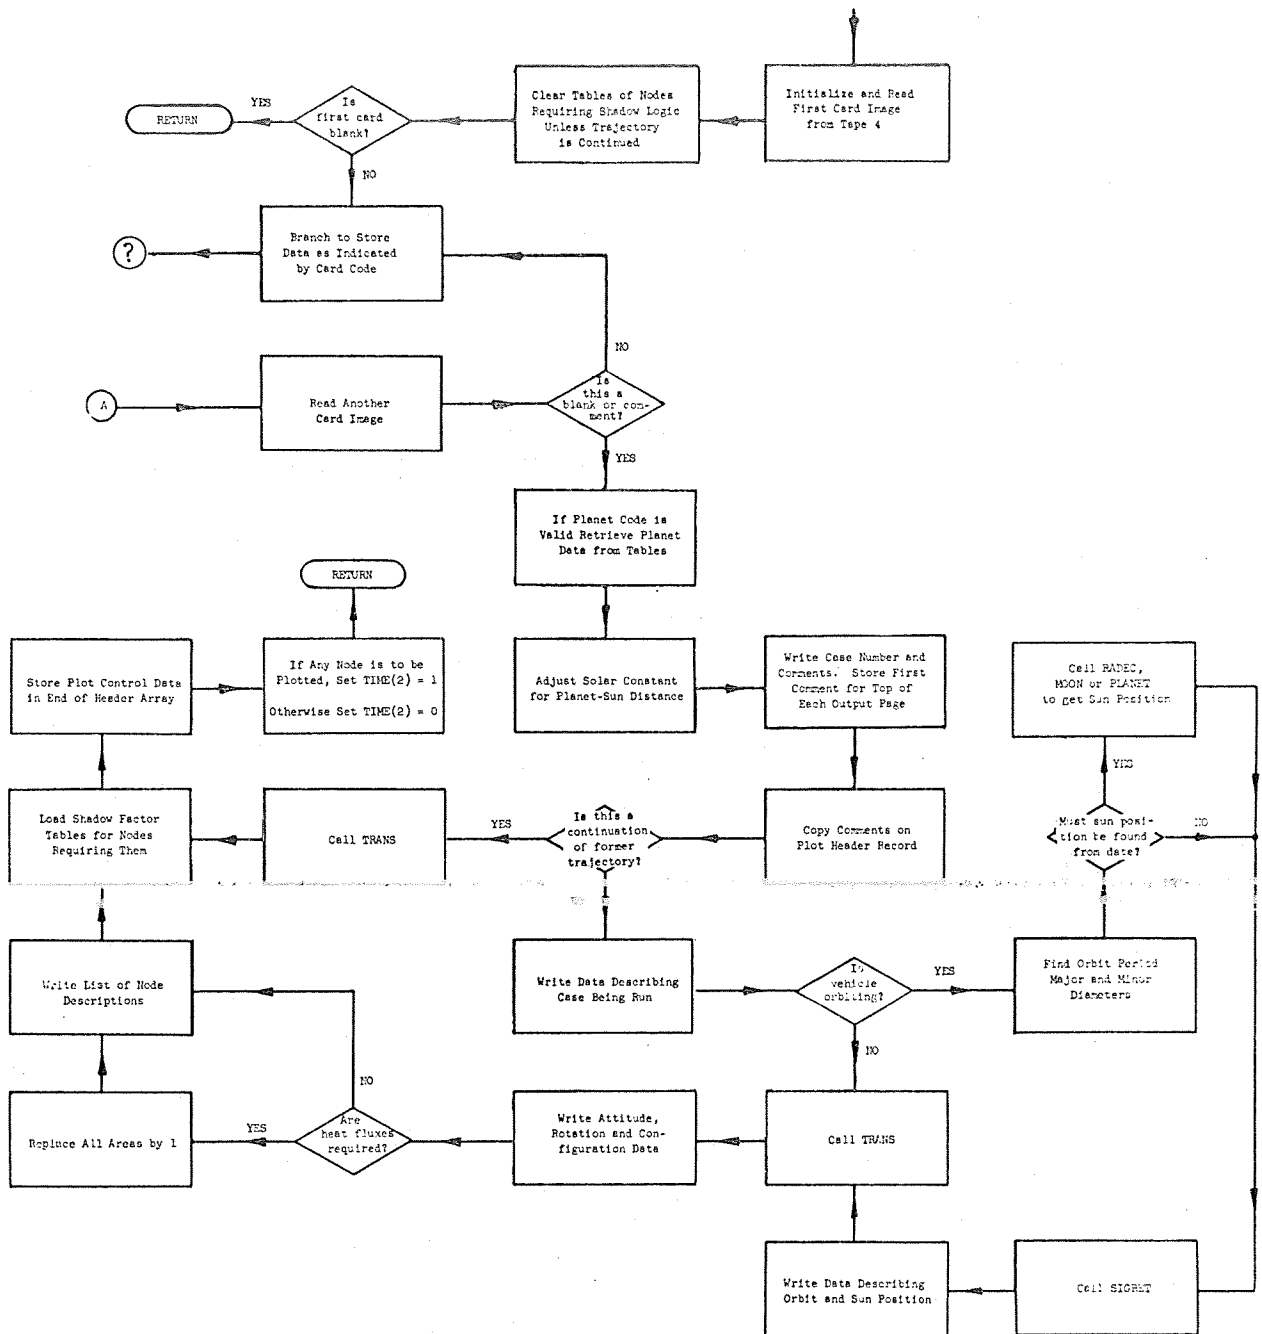 Initialize and Read
First Card Image
from Tape 4
Clear Tables of Nodes
Requiring Shadow Logic
Unless Trajectory
is Continued
Is
first card
blank?
YES
RETURN
NO
Branch to Store
Data as Indicated
by Card Code
?
NO
A
Read Another
Card Image
Is
this a
blank or com-
ment?
YES
If Planet Code is
Valid Retrieve Planet
Data from Tables
RETURN
Store Plot Control Data
in End of Header Array
If Any Node is to be
Plotted, Set TIME(2) = 1
Otherwise Set TIME(2) = 0
Adjust Solar Constant
for Planet-Sun Distance
Write Case Number and
Comments. Store First
Comment for Top of
Each Output Page
Call RADEC,
MOON or PLANET
to get Sun Position
YES
Load Shadow Factor
Tables for Nodes
Requiring Them
Call TRANS
YES
Is this a
continuation
of former
trajectory?
Copy Comments on
Plot Header Record
Must sun posi-
tion be found
from date?
NO
NO
Write List of Node
Descriptions
Write Data Describing
Case Being Run
Is
vehicle
orbiting?
YES
Find Orbit Period
Major and Minor
Diameters
NO
NO
Replace All Areas by 1
YES
Are
heat fluxes
required?
Write Attitude,
Rotation and Con-
figuration Data
Call TRANS
Write Data Describing
Orbit and Sun Position
Call